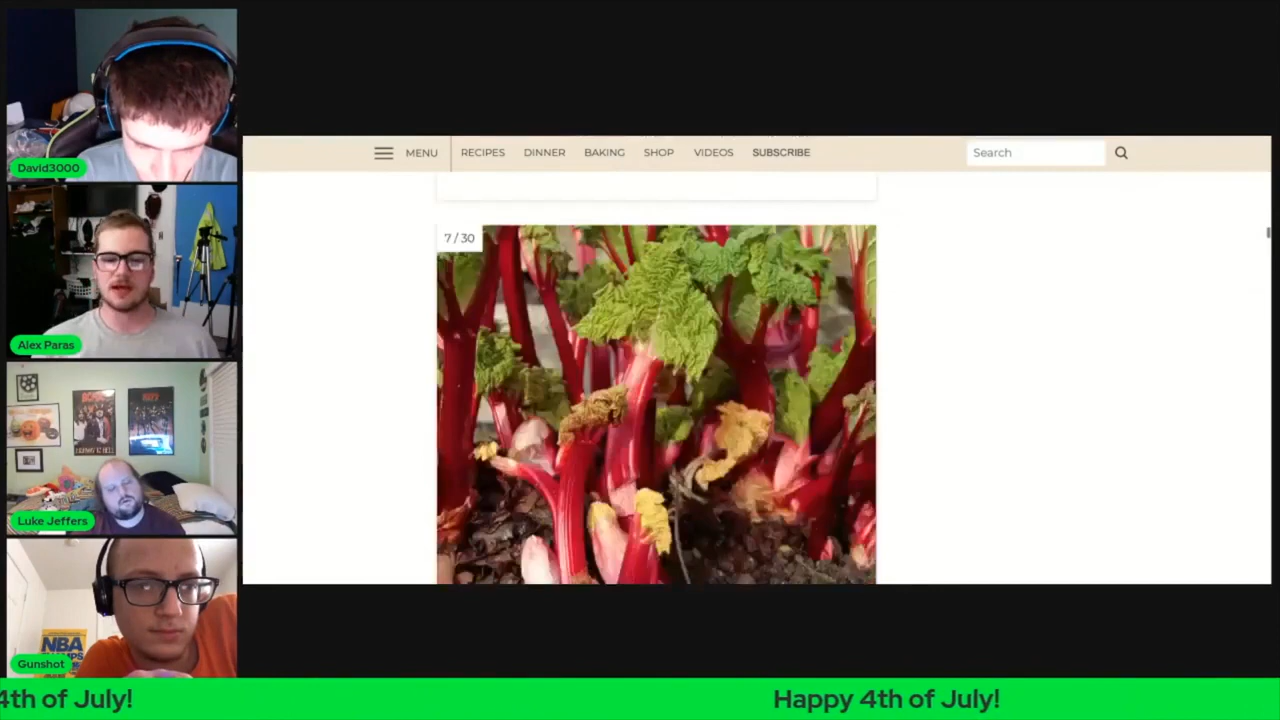 David3000
Alex Paras
Luke Jeffers
Gunshot
NBA
MENU
RECIPES
DINNER
BAKING
SHOP
VIDEOS
SUBSCRIBE
Search
7 / 30
4th of July!
Happy 4th of July!